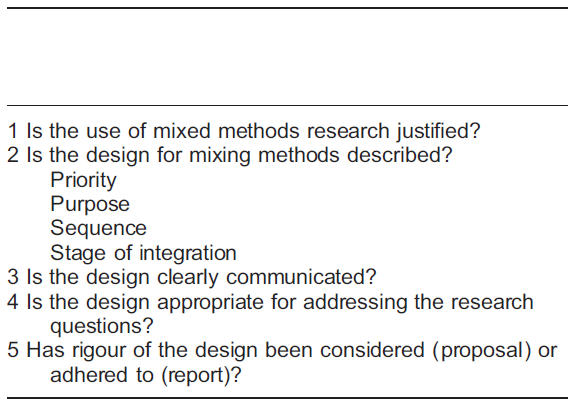 1 Is the use of mixed methods research justified?
2 Is the design for mixing methods described?
Priority
Purpose
Sequence
Stage of integration
3 Is the design clearly communicated?
4 Is the design appropriate for addressing the research
questions?
5 Has rigour of the design been considered (proposal) or
adhered to (report)?